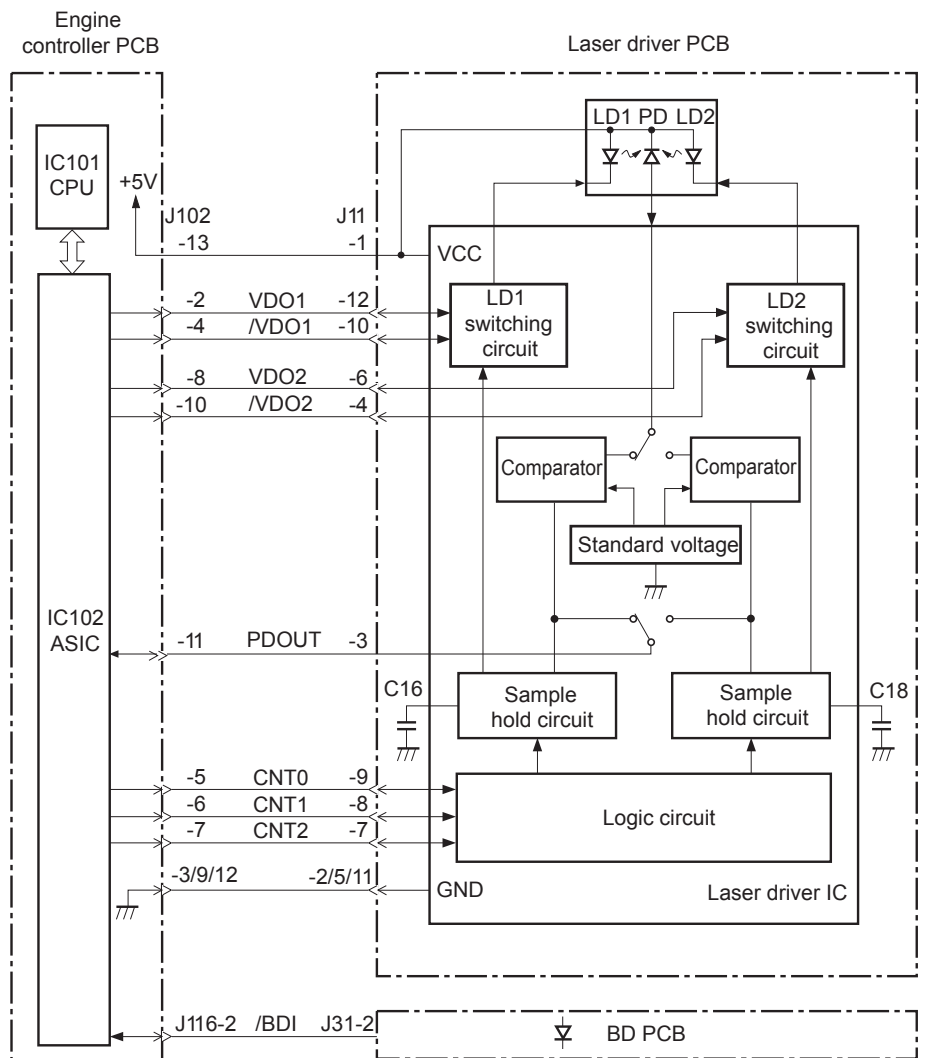 Engine
controller PCB
Laser driver PCB
LD1 PD LD2
IC101
CPU
+5V
J102
J11
-13
-1
VCC
-2 VDO1 -12
-4 /VDO1 -10
LD1
switching
circuit
LD2
switching
circuit
-8 VDO2 -6
-10 /VDO2 -4
Comparator
Comparator
Standard voltage
IC102
ASIC
-11 PDOUT -3
C16
Sample
hold circuit
Sample
hold circuit
C18
-5 CNT0 -9
-6 CNT1 -8
-7 CNT2 -7
Logic circuit
-3/9/12 -2/5/11
GND
Laser driver IC
J116-2 /BDI J31-2
BD PCB